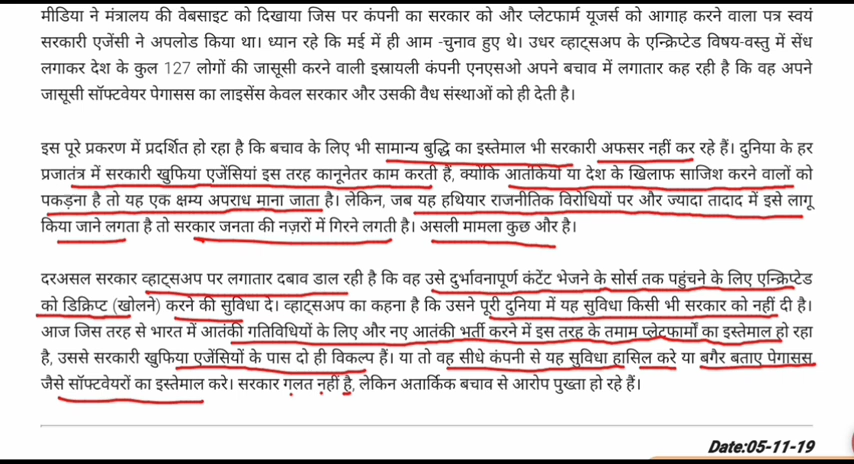 मीडिया ने मंत्रालय की वेबसाइट को दिखाया जिस पर कंपनी का सरकार को और प्लेटफार्म यूजर्स को आगाह करने वाला पत्र स्वयं
सरकारी एजेंसी ने अपलोड किया था। ध्यान रहे कि मई में ही आम -चुनाव हुए थे। उधर व्हाट्सअप के एन्क्रिप्टेड विषय-वस्तु में सेंध
लगाकर देश के कुल 127 लोगों की जासूसी करने वाली इस्रायली कंपनी एनएसओ अपने बचाव में लगातार कह रही है कि वह अपने
जासूसी सॉफ्टवेयर पेगासस का लाइसेंस केवल सरकार और उसकी वैध संस्थाओं को ही देती है।
इस पूरे प्रकरण में प्रदर्शित हो रहा है कि बचाव के लिए भी सामान्य बुद्धि का इस्तेमाल भी सरकारी अफसर नहीं कर रहे हैं। दुनिया के हर
प्रजातंत्र में सरकारी खुफिया एजेंसियां इस तरह कानूनेतर काम करती हैं, क्योंकि आतंकियों या देश के खिलाफ साजिश करने वालों को
पकड़ना है तो यह एक क्षम्य अपराध माना जाता है। लेकिन, जब यह हथियार राजनीतिक विरोधियों पर और ज्यादा तादाद में इसे लागू
किया जाने लगता है तो सरकार जनता की नज़रों में गिरने लगती है। असली मामला कुछ और है।
दरअसल सरकार व्हाट्सअप पर लगातार दबाव डाल रही है कि वह उसे दुर्भावनापूर्ण कंटेंट भेजने के सोर्स तक पहुंचने के लिए एन्क्रिप्टेड
को डिक्रिप्ट (खोलने) करने की सुविधा दे। व्हाट्सअप का कहना है कि उसने पूरी दुनिया में यह सुविधा किसी भी सरकार को नहीं दी है।
आज जिस तरह से भारत में आतंकी गतिविधियों के लिए और नए आतंकी भर्ती करने में इस तरह के तमाम प्लेटफार्मों का इस्तेमाल हो रहा
है, उससे सरकारी खुफिया एजेंसियों के पास दो ही विकल्प हैं। या तो वह सीधे कंपनी से यह सुविधा हासिल करे या बगैर बताए पेगासस
जैसे सॉफ्टवेयरों का इस्तेमाल करे। सरकार गलत नहीं है, लेकिन अतार्किक बचाव से आरोप पुख्ता हो रहे हैं।
Date:05-11-19